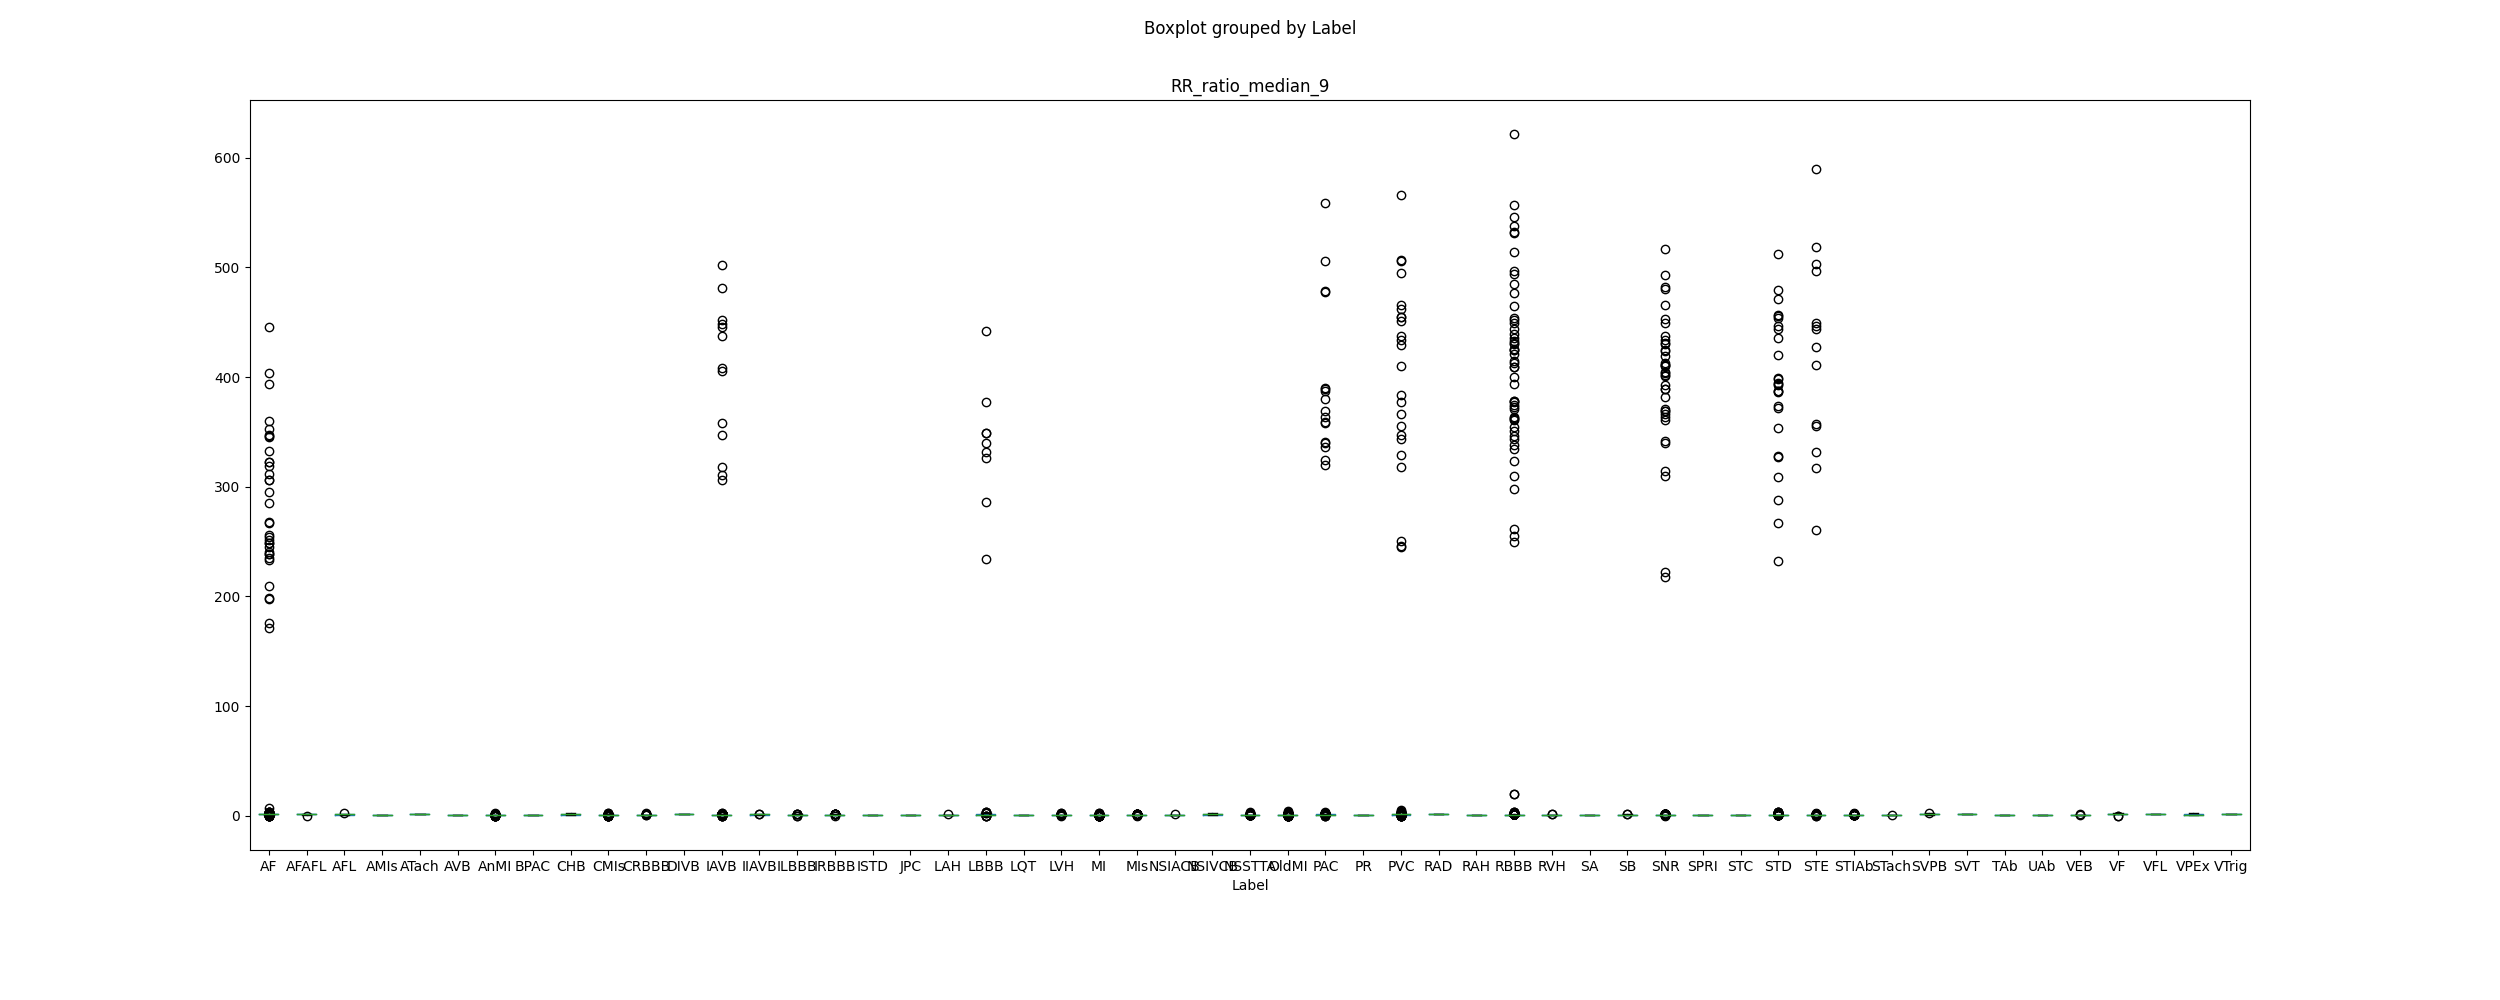 Boxplot grouped by Label
RR_ratio_median_9
600
500
400
300
200
100
0
AF AFAFL AFL AMIs ATach AVB AnMI BPAC CHB CMIs CRBBB DIVB IAVB IIAVBII ILBBB IRBBB ISTD JPC LAH LBBB LQT LVH MI MIs NSIACB NSIVCB NSSTTA OldMI PAC PR PVC RAD RAH RBBB RVH SA SB SNR SPRI STC STD STE STIAb STach SVPB SVT TAb UAb VEB VF VFL VPEx VTrig
Label